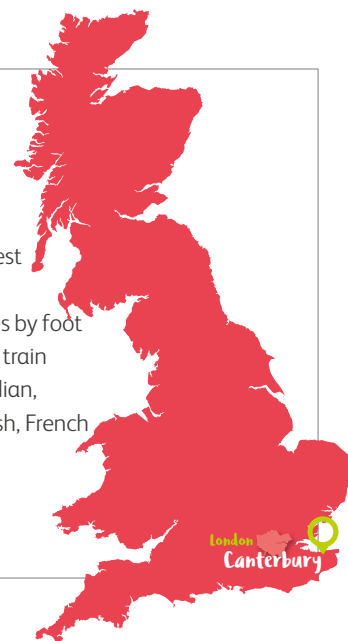 est
s by foot
train
lian,
sh, French
London
Canterbury